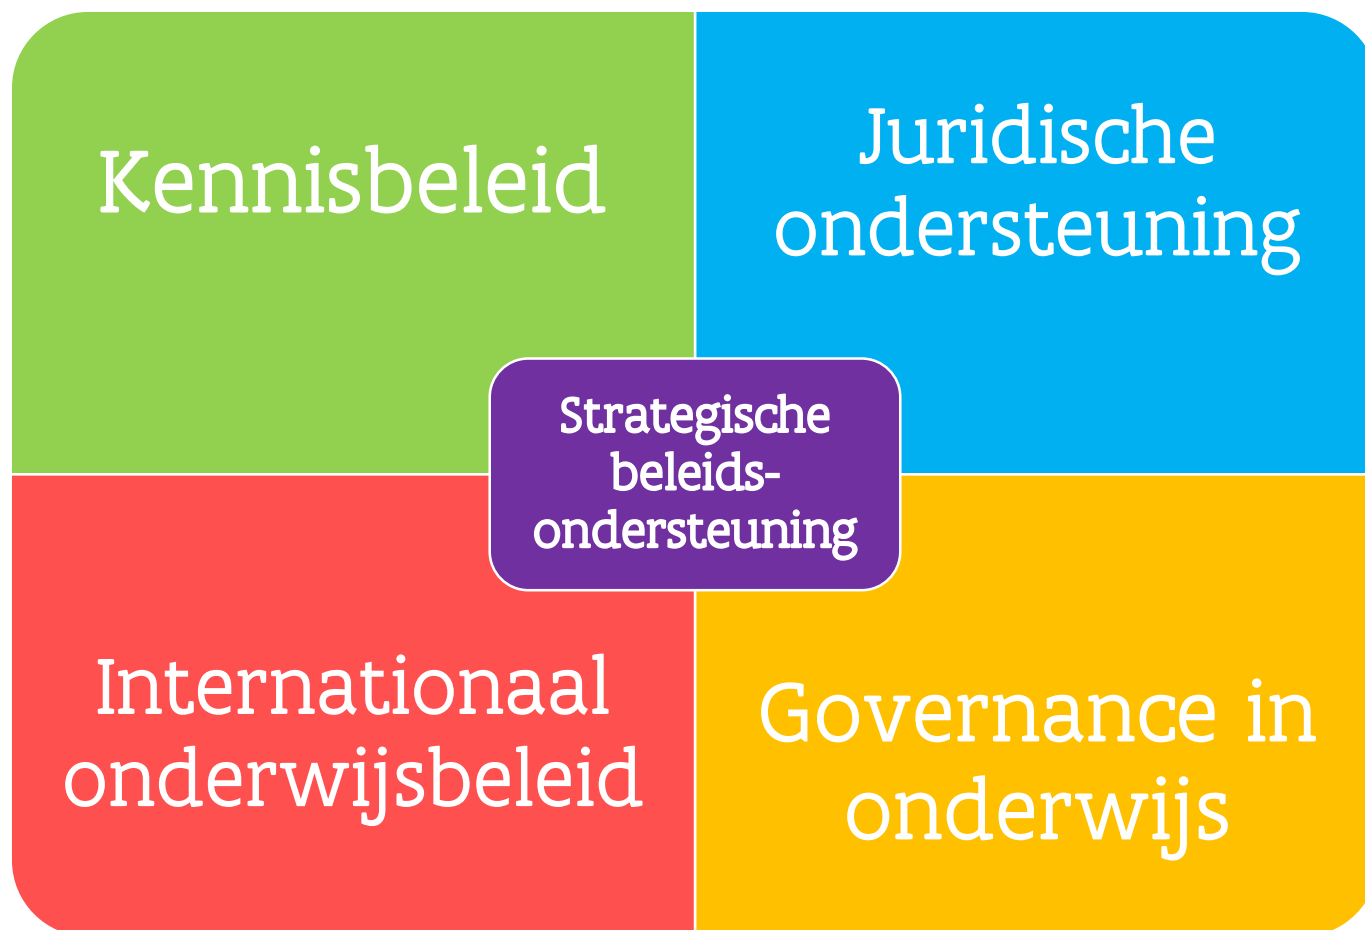 Kennisbeleid
Juridische
ondersteuning
Strategische
beleids-
ondersteuning
Internationaal
onderwijsbeleid
Governance in
onderwijs